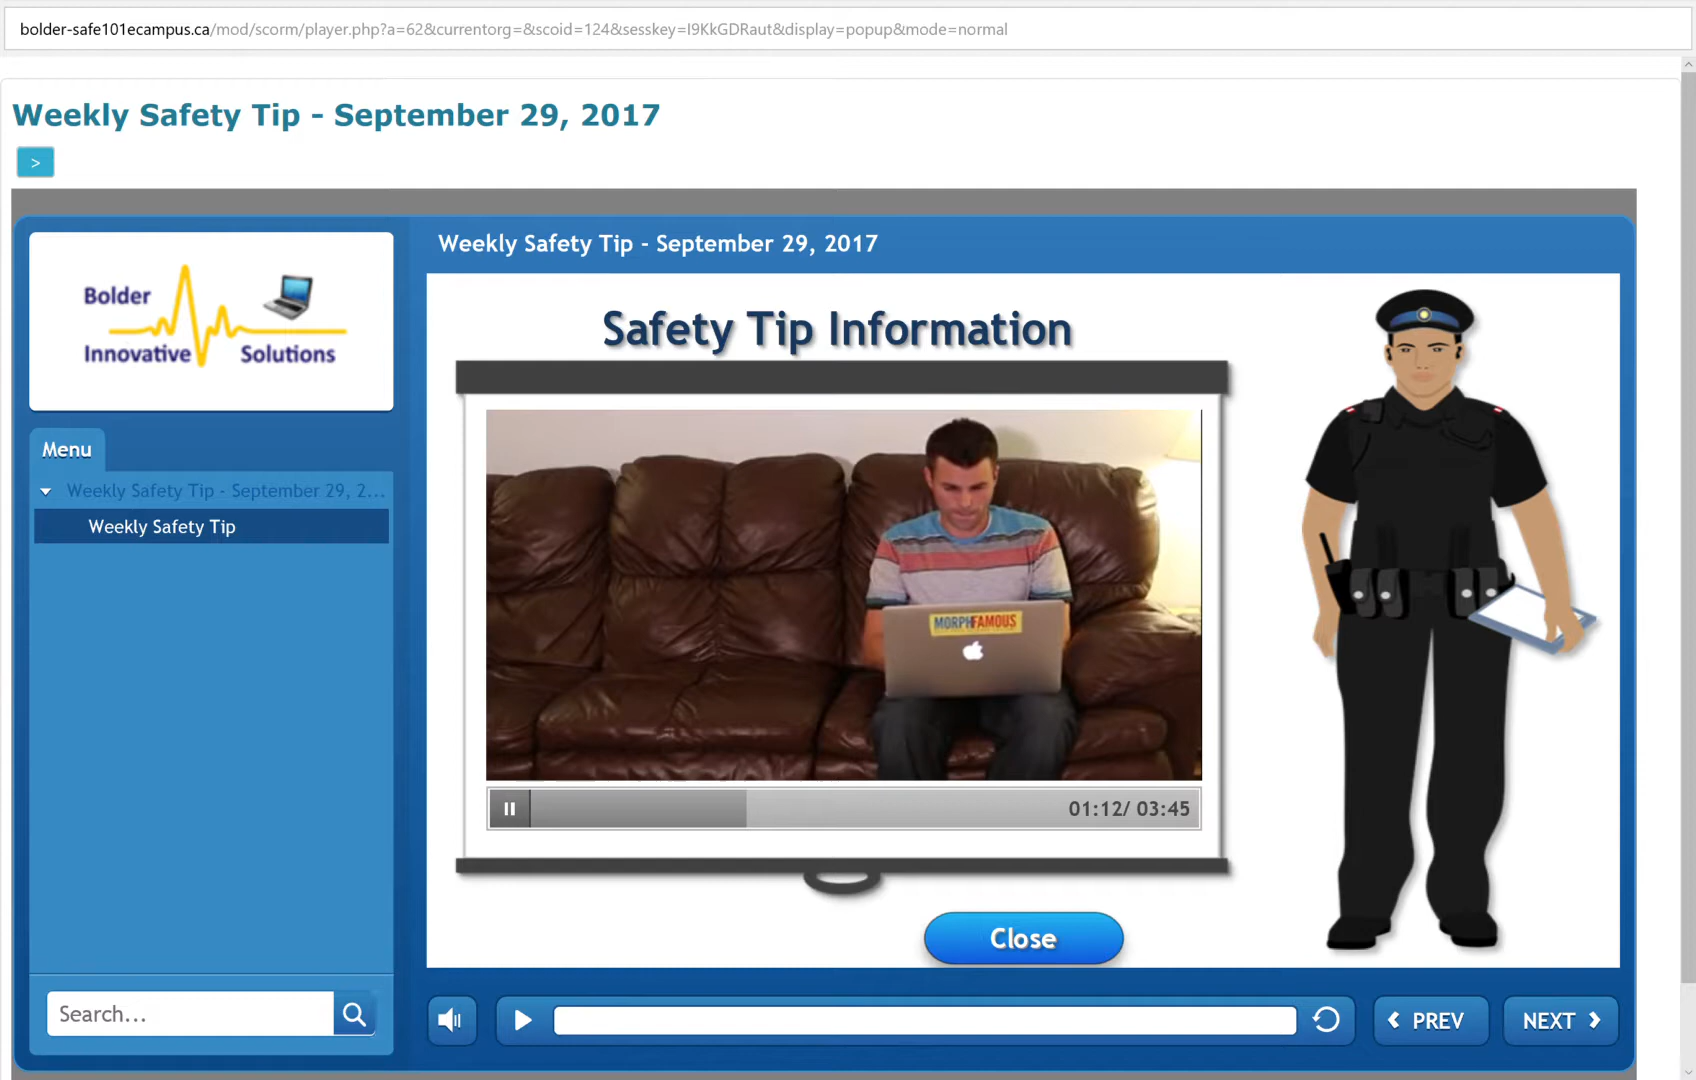 bolder-safe101ecampus.ca/mod/scorm/player.php?a=62&currentorg=&scoid=124&sesskey=I9KkGDRaut&display=popup&mode=normal
Weekly Safety Tip - September 29, 2017
>
Bolder
Innovative Solutions
Weekly Safety Tip - September 29, 2017
Safety Tip Information
Menu
Weekly Safety Tip - September 29, 2...
Weekly Safety Tip
MORPHFAMOUS
01:12/ 03:45
Close
Search...
PREV
NEXT